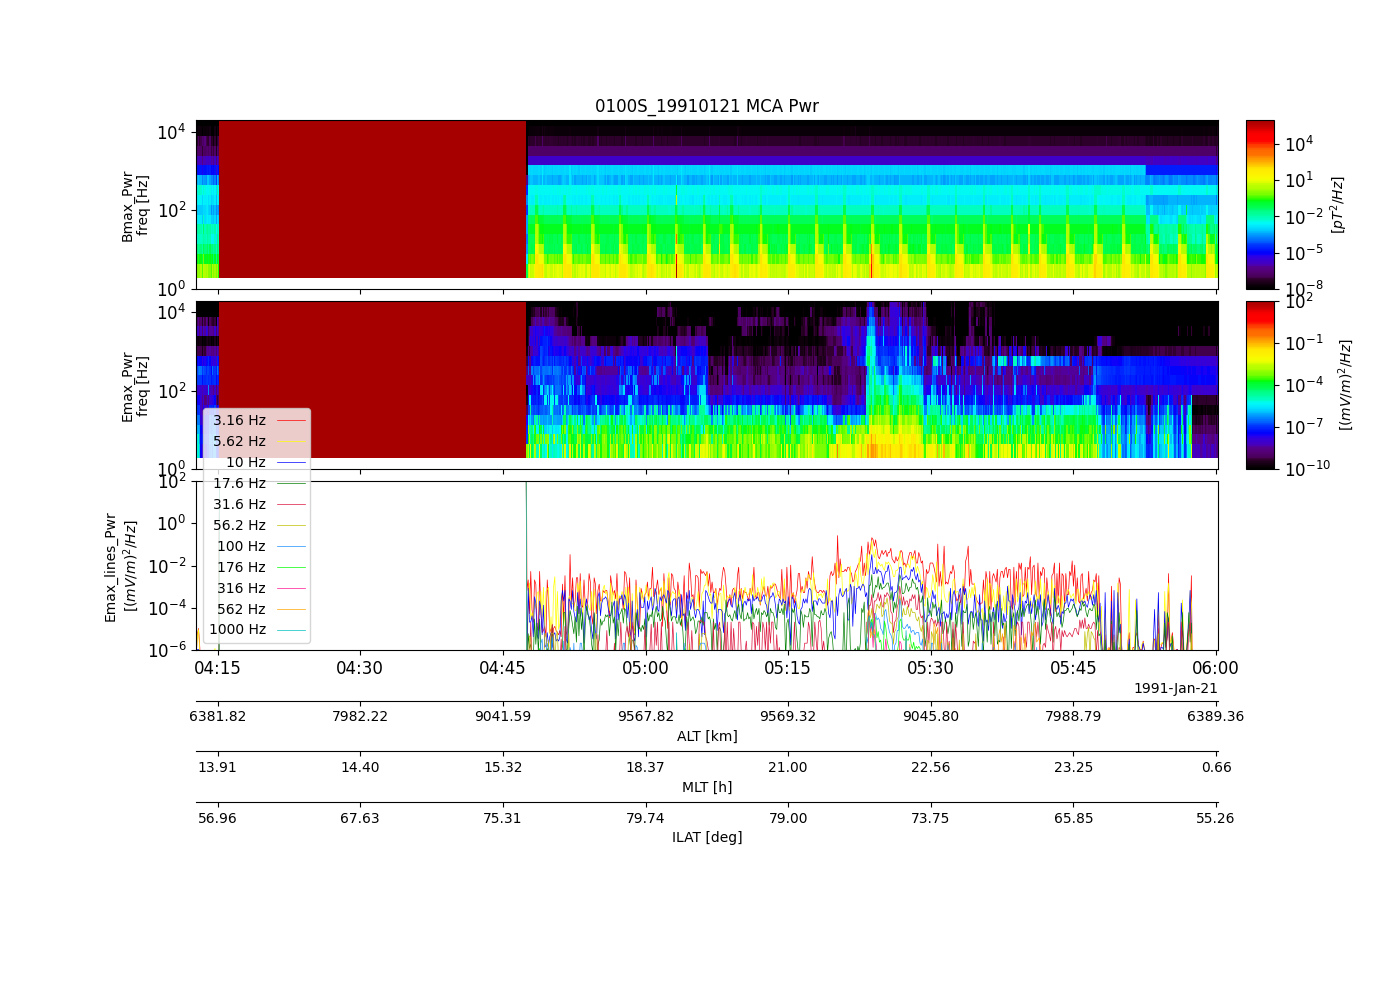 0100S_19910121 MCA Pwr
10^4
10^2
10^0
Bmax_Pwr
freq [Hz]
10^4
10^1
10^-2
10^-5
10^-8
[pT^2/Hz]
10^4
10^2
10^0
Emax_Pwr
freq [Hz]
10^2
10^-1
10^-4
10^-7
10^-10
[(mV/m)^2/Hz]
3.16 Hz
5.62 Hz
10 Hz
17.6 Hz
31.6 Hz
56.2 Hz
100 Hz
176 Hz
316 Hz
562 Hz
1000 Hz
10^2
10^0
10^-2
10^-4
10^-6
Emax_lines_Pwr
[(mV/m)^2/Hz]
04:15 04:30 04:45 05:00 05:15 05:30 05:45 06:00
1991-Jan-21
6381.82 7982.22 9041.59 9567.82 9569.32 9045.80 7988.79 6389.36
ALT [km]
13.91 14.40 15.32 18.37 21.00 22.56 23.25 0.66
MLT [h]
56.96 67.63 75.31 79.74 79.00 73.75 65.85 55.26
ILAT [deg]